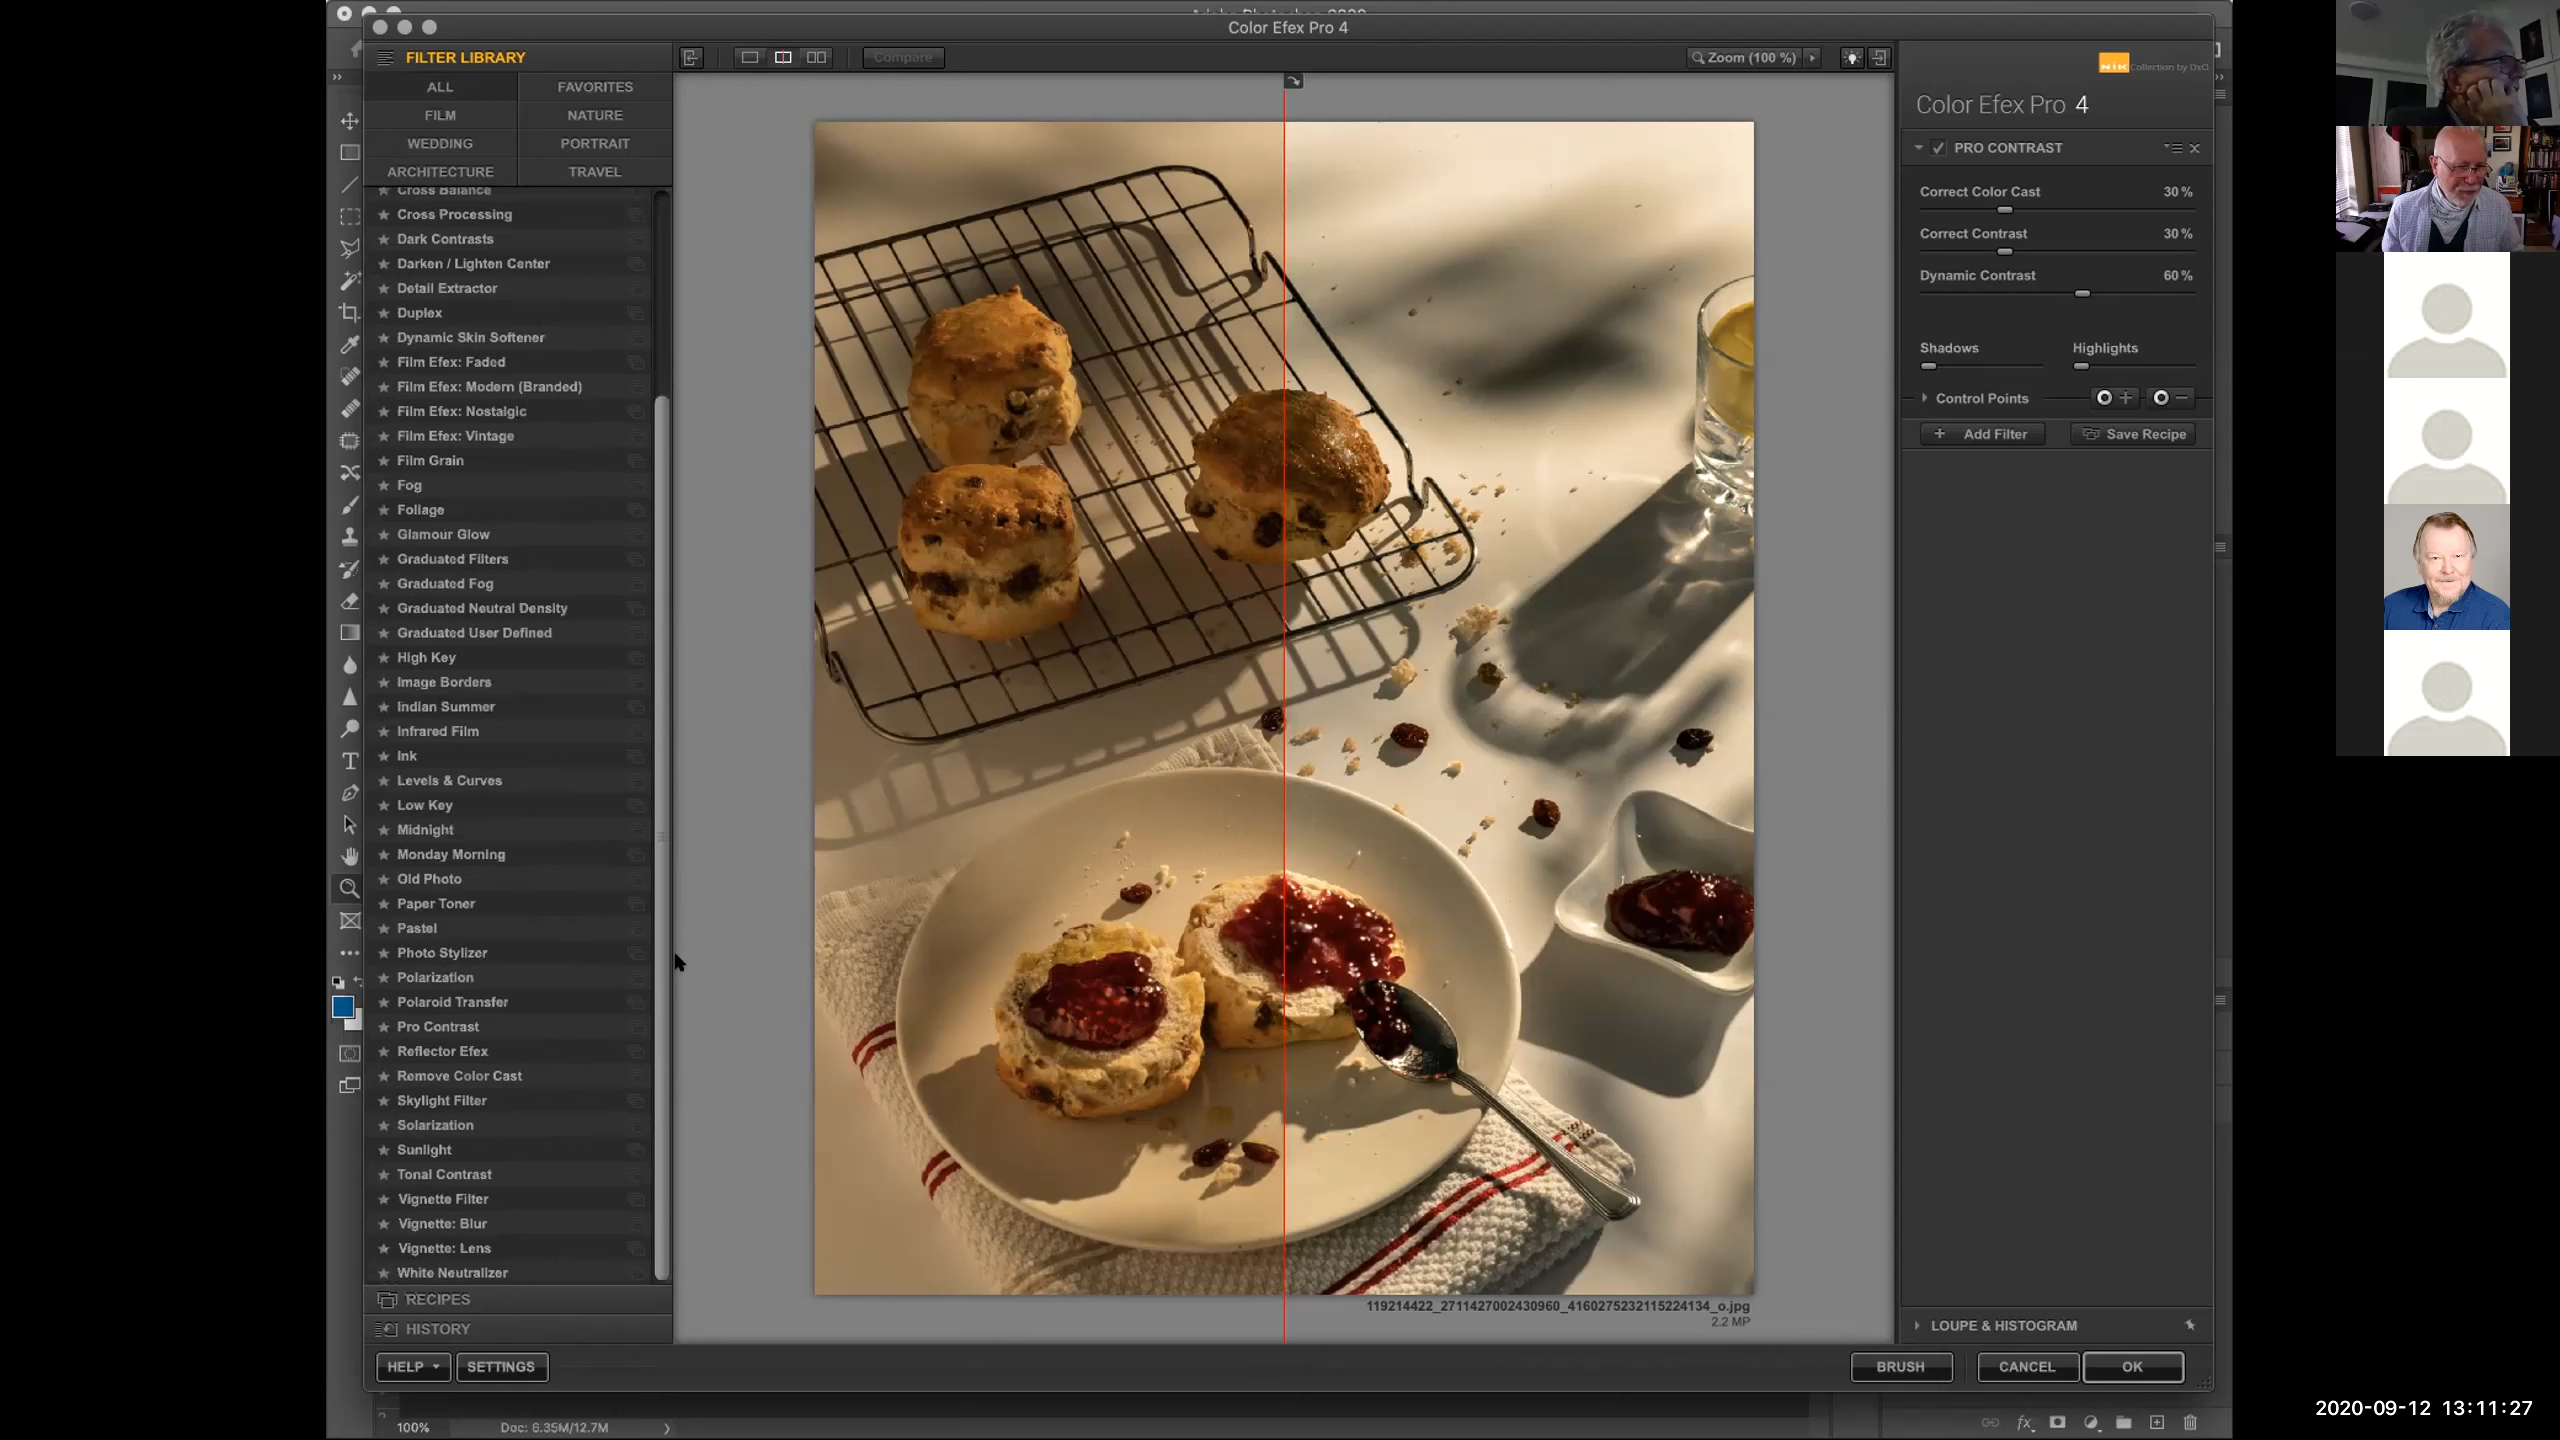 Color Efex Pro 4
FILTER LIBRARY
Compare
Zoom (100 %)
ALL
FAVORITES
FILM
NATURE
WEDDING
PORTRAIT
ARCHITECTURE
TRAVEL
Cross Balance
Cross Processing
Dark Contrasts
Darken / Lighten Center
Detail Extractor
Duplex
Dynamic Skin Softener
Film Efex: Faded
Film Efex: Modern (Branded)
Film Efex: Nostalgic
Film Efex: Vintage
Film Grain
Fog
Foliage
Glamour Glow
Graduated Filters
Graduated Fog
Graduated Neutral Density
Graduated User Defined
High Key
Image Borders
Indian Summer
Infrared Film
Ink
Levels & Curves
Low Key
Midnight
Monday Morning
Old Photo
Paper Toner
Pastel
Photo Stylizer
Polarization
Polaroid Transfer
Pro Contrast
Reflector Efex
Remove Color Cast
Skylight Filter
Solarization
Sunlight
Tonal Contrast
Vignette Filter
Vignette: Blur
Vignette: Lens
White Neutralizer
RECIPES
HISTORY
HELP
SETTINGS
100%
Doc: 6.35M/12.7M
119214422_2711427002430960_4160275232115224134_o.jpg
2.2 MP
Nik Collection by DxO
Color Efex Pro 4
PRO CONTRAST
Correct Color Cast 30 %
Correct Contrast 30 %
Dynamic Contrast 60 %
Shadows
Highlights
Control Points
Add Filter
Save Recipe
LOUPE & HISTOGRAM
BRUSH
CANCEL
OK
fx
2020-09-12 13:11:27